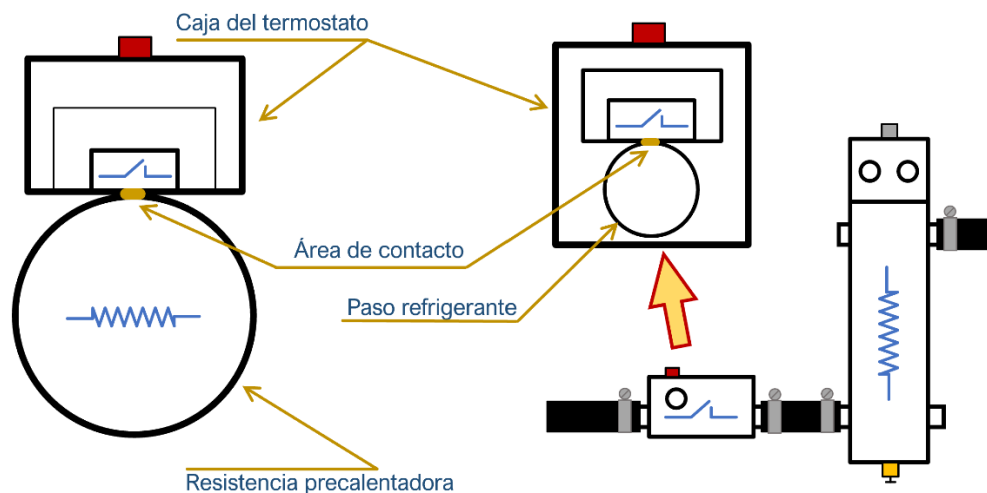 Caja del termostato
Área de contacto
Paso refrigerante
Resistencia precalentadora